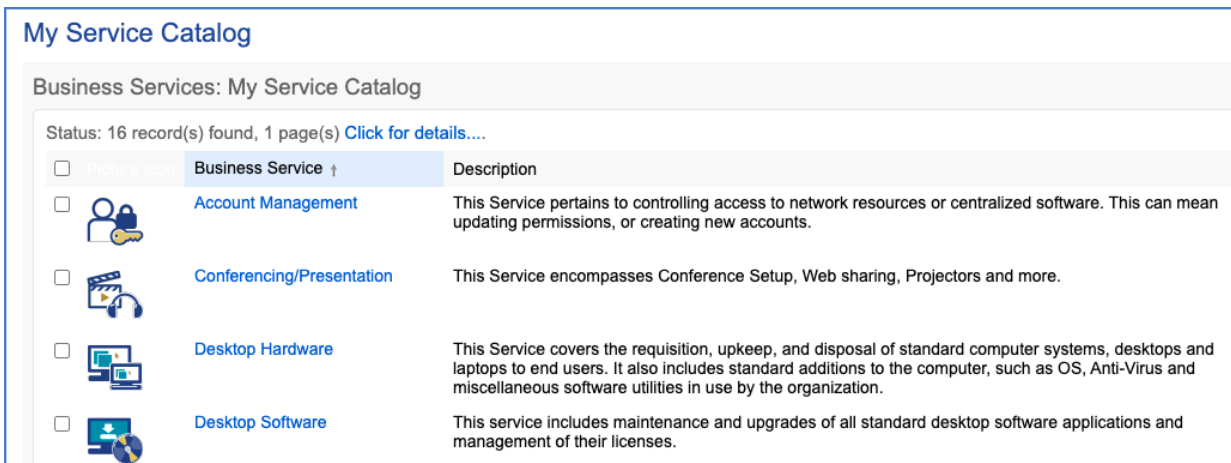 My Service Catalog
Business Services: My Service Catalog
Status: 16 record(s) found, 1 page(s) Click for details....
Picture Icon Business Service ↑ Description
Account Management This Service pertains to controlling access to network resources or centralized software. This can mean
updating permissions, or creating new accounts.
Conferencing/Presentation This Service encompasses Conference Setup, Web sharing, Projectors and more.
Desktop Hardware This Service covers the requisition, upkeep, and disposal of standard computer systems, desktops and
laptops to end users. It also includes standard additions to the computer, such as OS, Anti-Virus and
miscellaneous software utilities in use by the organization.
Desktop Software This service includes maintenance and upgrades of all standard desktop software applications and
management of their licenses.